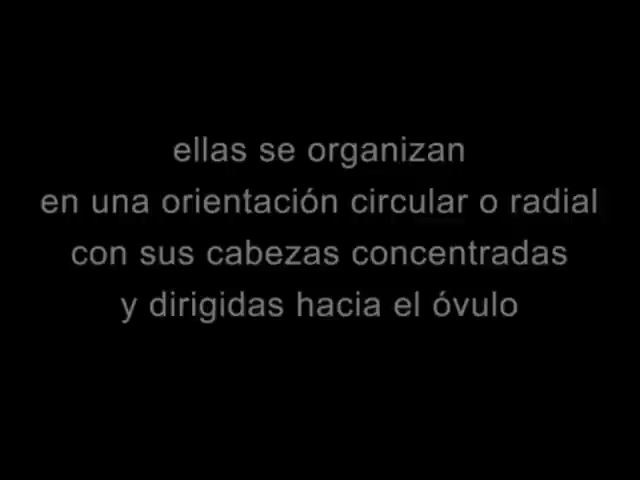 ellas se organizan
en una orientación circular o radial
con sus cabezas concentradas
y dirigidas hacia el óvulo